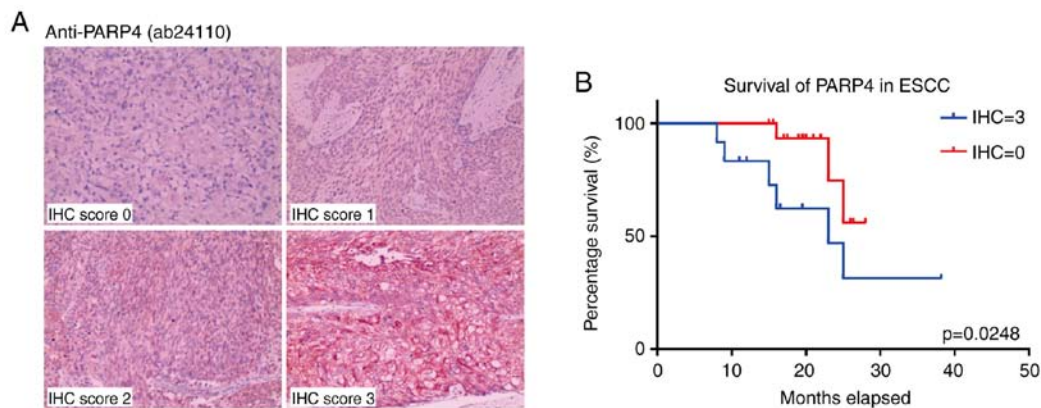 A
Anti-PARP4 (ab24110)
IHC score 0
IHC score 1
IHC score 2
IHC score 3
B
Survival of PARP4 in ESCC
IHC=3
IHC=0
Percentage survival (%)
100
50
0
p=0.0248
0 10 20 30 40 50
Months elapsed